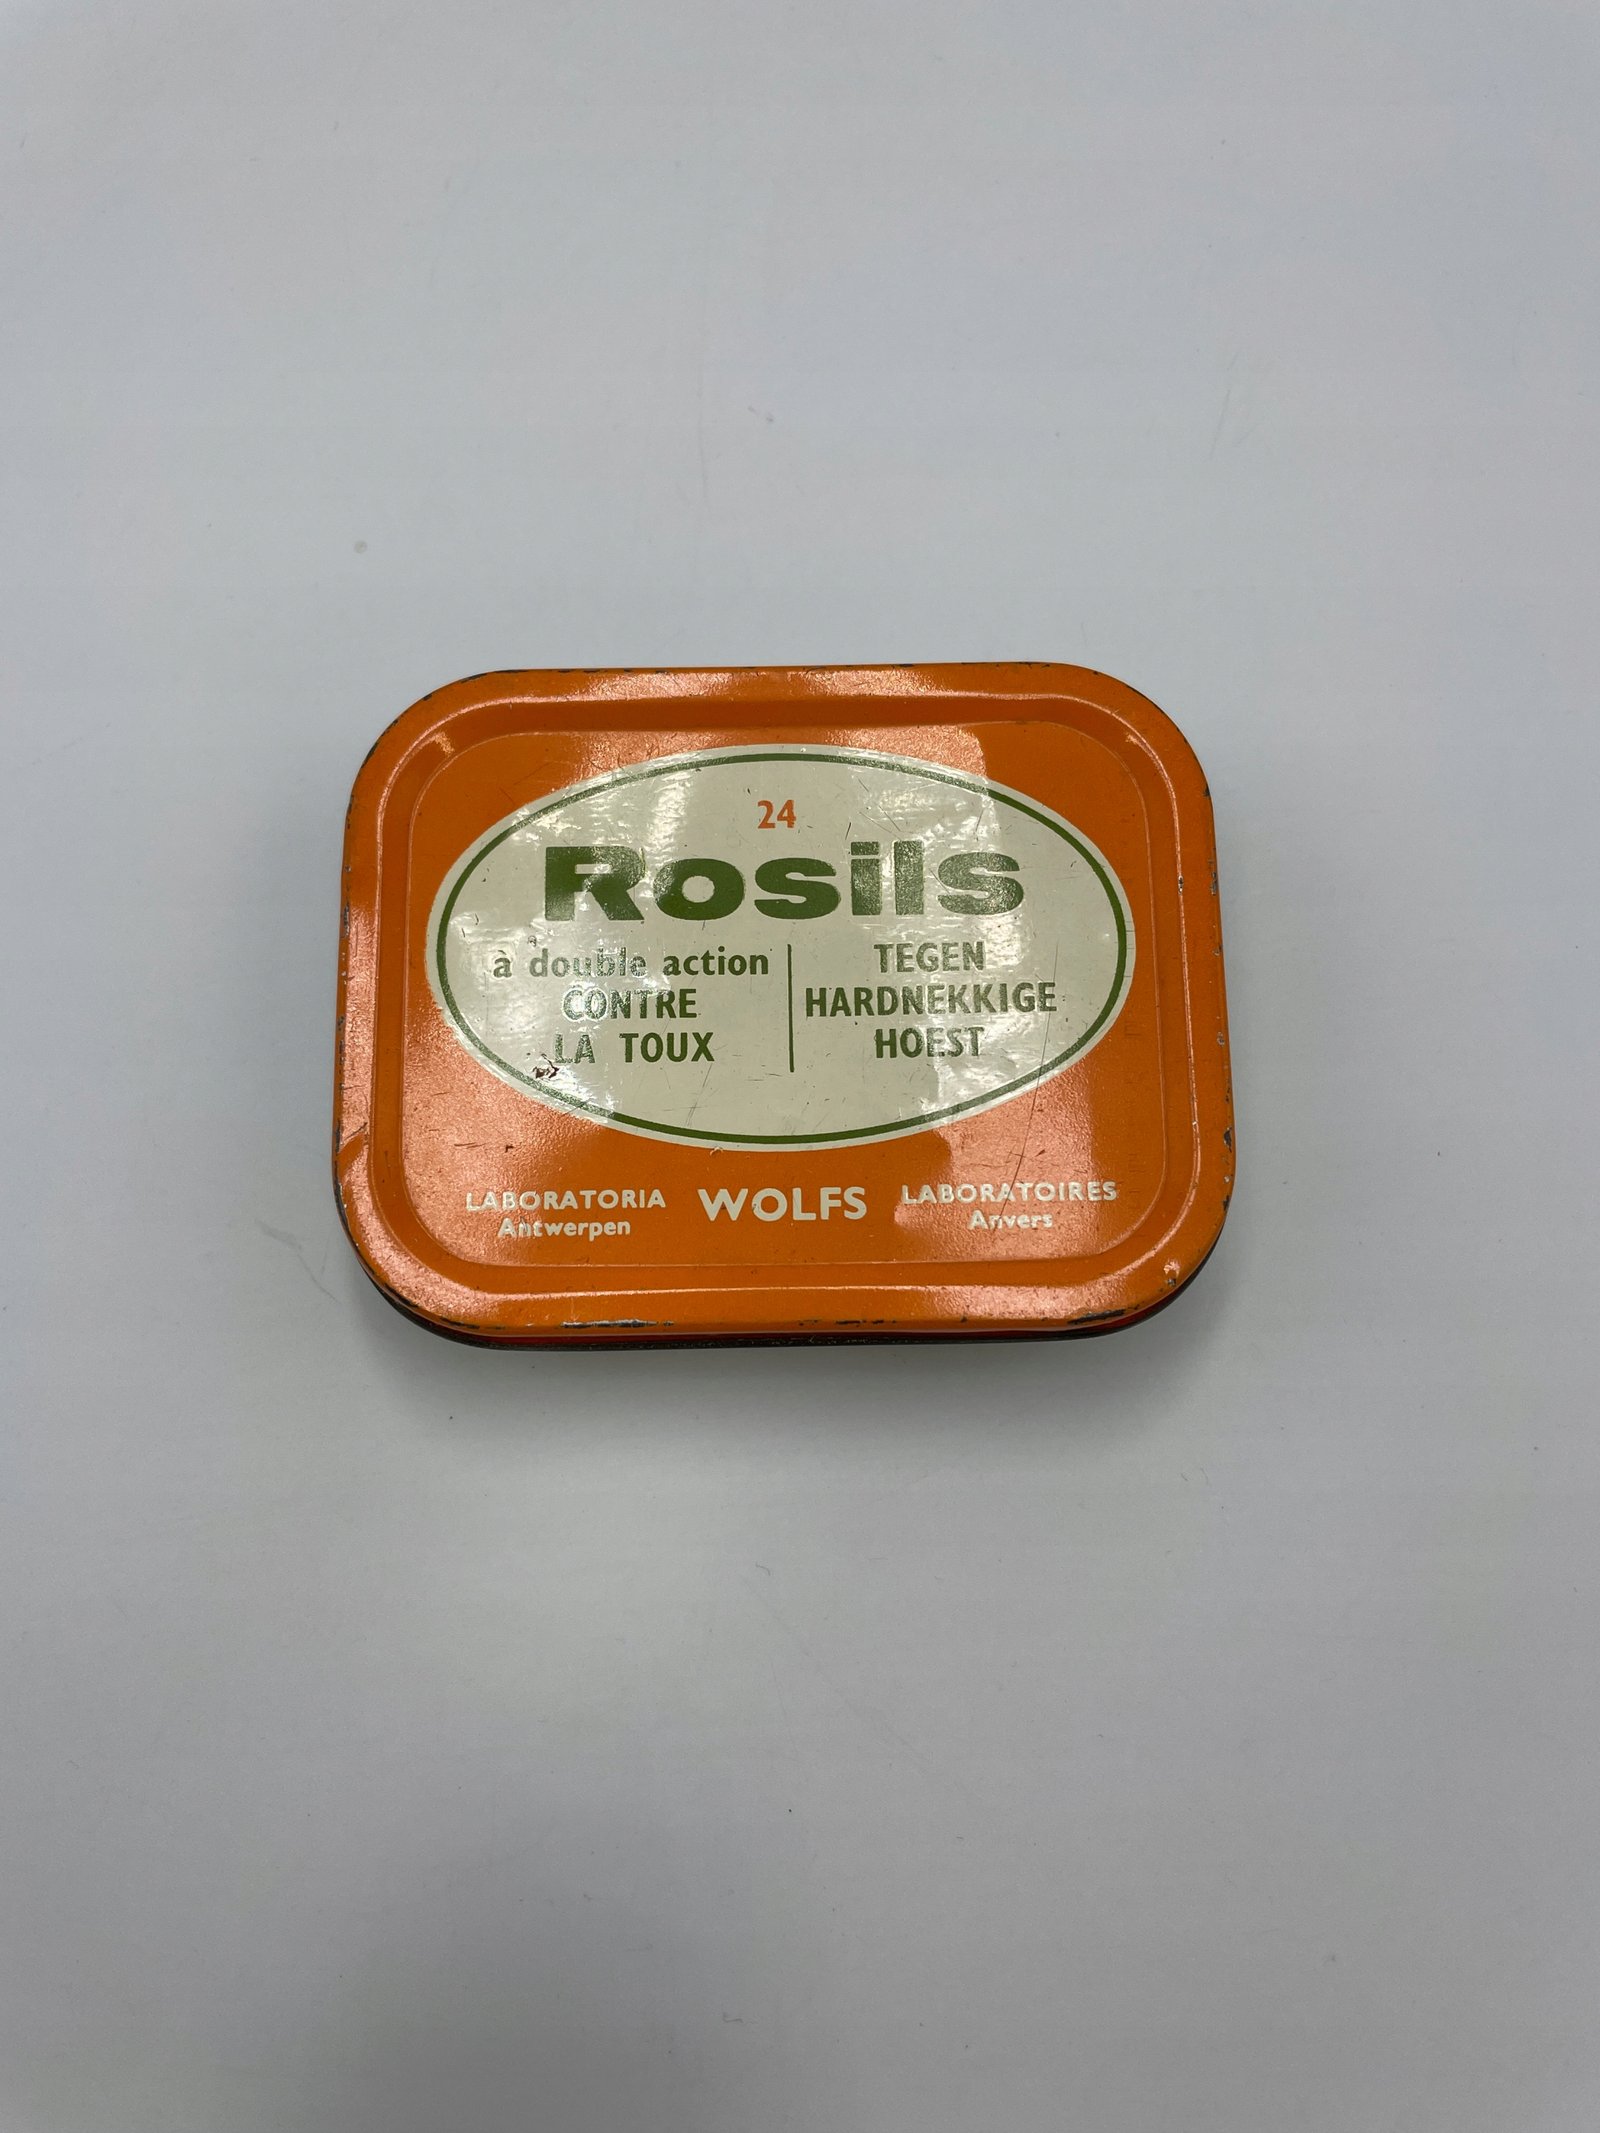 24
Rosils
à double action
CONTRE
LA TOUX
TEGEN
HARDNEKKIGE
HOEST
LABORATORIA
Antwerpen
WOLFS
LABORATOIRES
Anvers